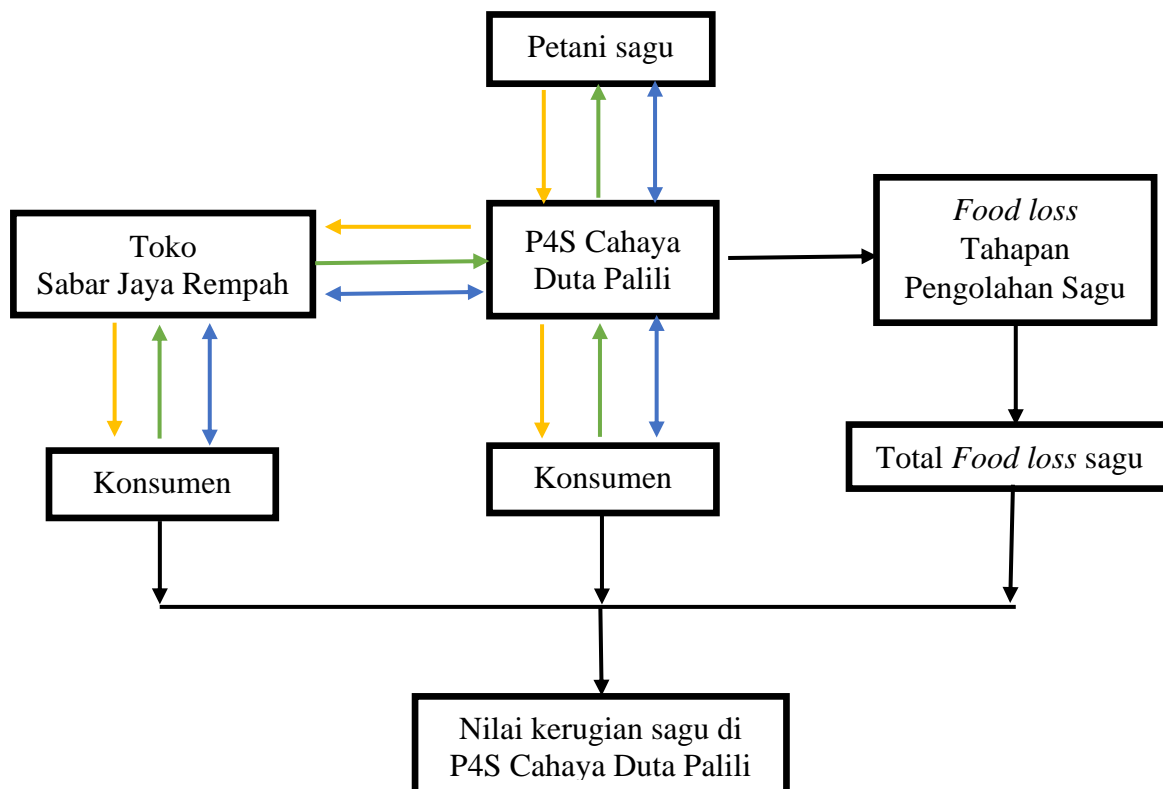 Petani sagu
Toko
Sabar Jaya Rempah
P4S Cahaya
Duta Palili
Food loss
Tahapan
Pengolahan Sagu
Konsumen
Konsumen
Total Food loss sagu
Nilai kerugian sagu di
P4S Cahaya Duta Palili